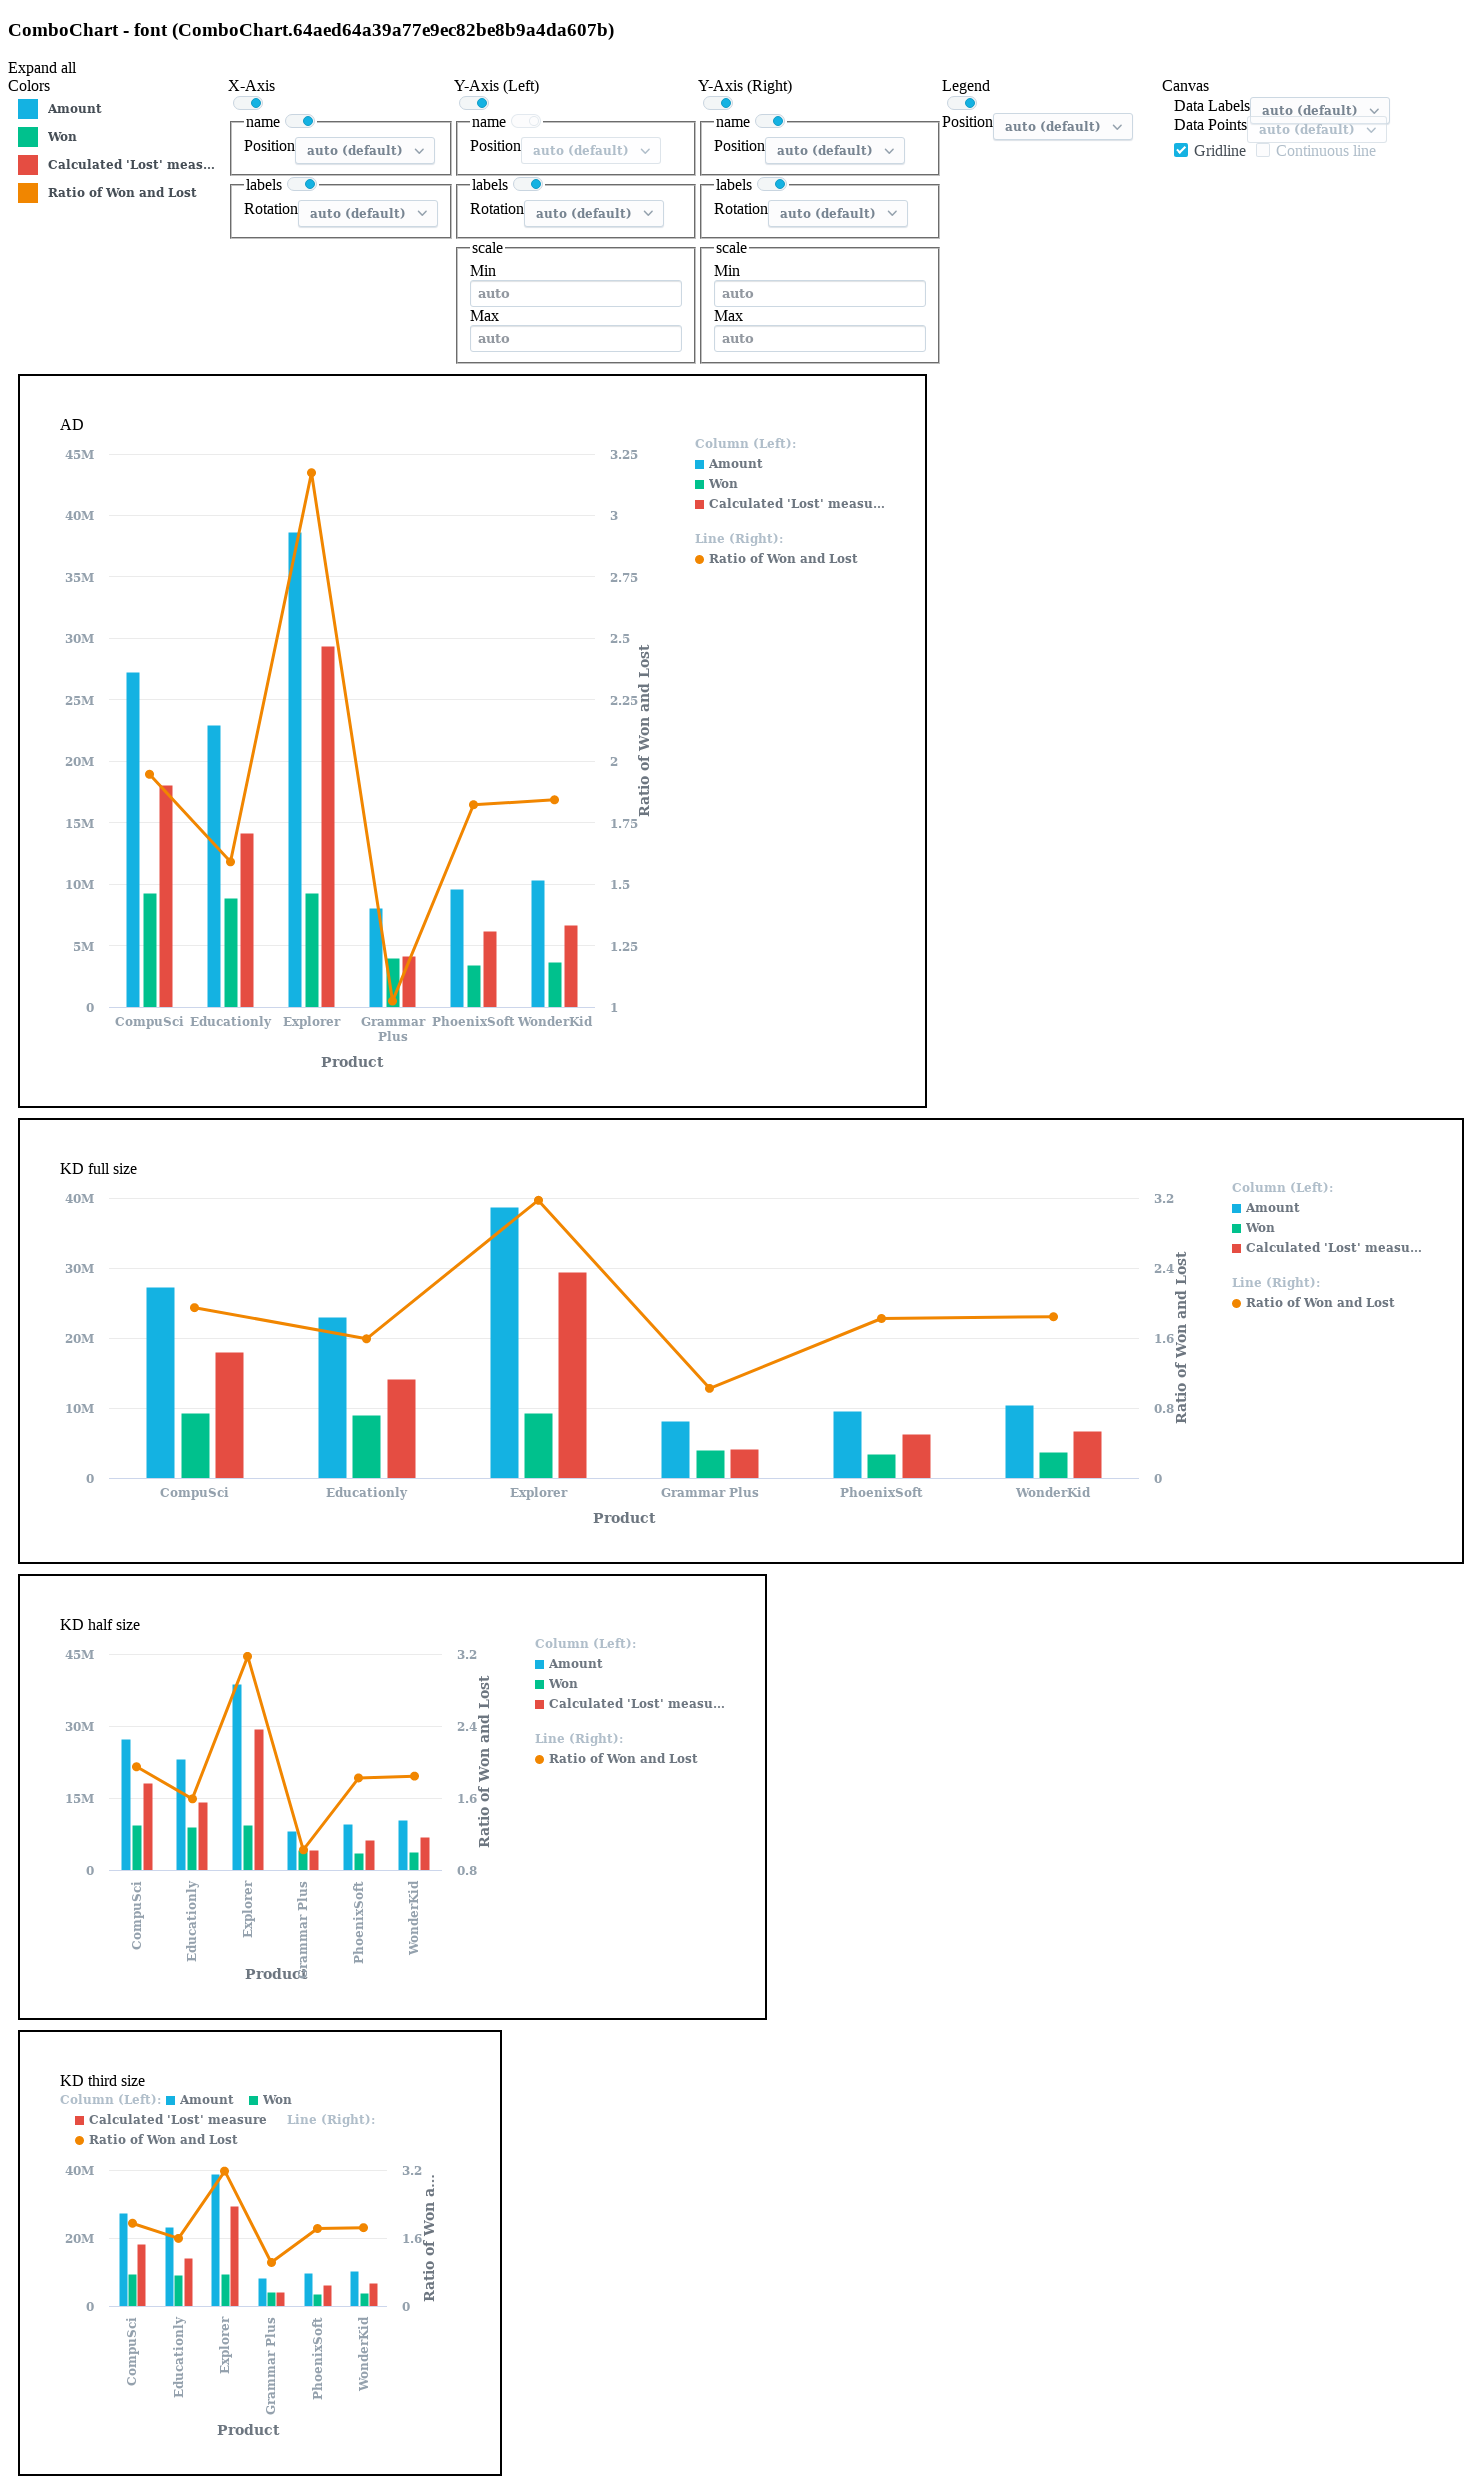 ComboChart - font (ComboChart.64aed64a39a77e9ec82be8b9a4da607b)
Expand all
Colors
Amount
Won
Calculated 'Lost' meas...
Ratio of Won and Lost
X-Axis
name
Position auto (default)
labels
Rotation auto (default)
Y-Axis (Left)
name
Position auto (default)
labels
Rotation auto (default)
scale
Min
auto
Max
auto
Y-Axis (Right)
name
Position auto (default)
labels
Rotation auto (default)
scale
Min
auto
Max
auto
Legend
Position auto (default)
Canvas
Data Labels auto (default)
Data Points auto (default)
Gridline Continuous line
AD
45M
40M
35M
30M
25M
20M
15M
10M
5M
0
3.25
3
2.75
2.5
2.25
2
1.75
1.5
1.25
1
Ratio of Won and Lost
CompuSci Educationly Explorer Grammar PhoenixSoft WonderKid
Plus
Product
Column (Left):
Amount
Won
Calculated 'Lost' measu...
Line (Right):
Ratio of Won and Lost
KD full size
40M
30M
20M
10M
0
3.2
2.4
1.6
0.8
0
Ratio of Won and Lost
CompuSci Educationly Explorer Grammar Plus PhoenixSoft WonderKid
Product
Column (Left):
Amount
Won
Calculated 'Lost' measu...
Line (Right):
Ratio of Won and Lost
KD half size
45M
30M
15M
0
3.2
2.4
1.6
0.8
Ratio of Won and Lost
CompuSci
Educationly
Explorer
Grammar Plus
PhoenixSoft
WonderKid
Product
Column (Left):
Amount
Won
Calculated 'Lost' measu...
Line (Right):
Ratio of Won and Lost
KD third size
Column (Left): Amount Won
Calculated 'Lost' measure Line (Right):
Ratio of Won and Lost
40M
20M
0
3.2
1.6
0
Ratio of Won a...
CompuSci
Educationly
Explorer
Grammar Plus
PhoenixSoft
WonderKid
Product